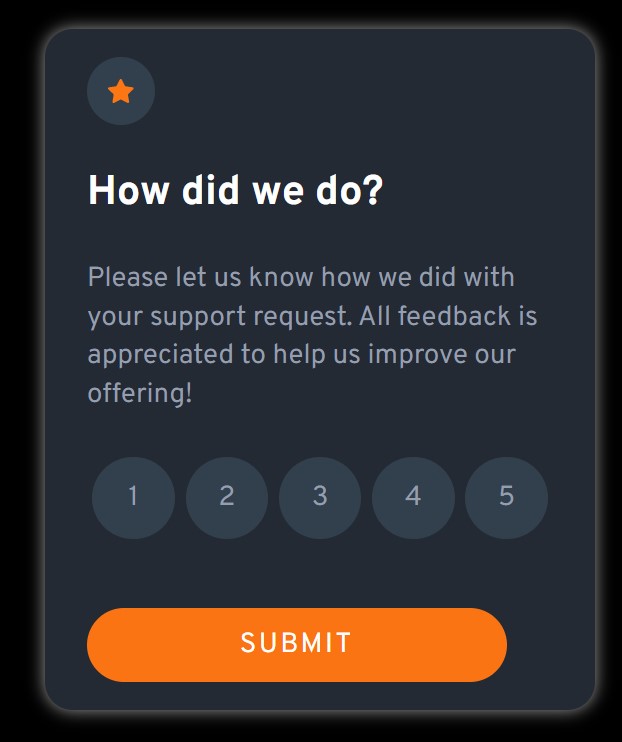 How did we do?
Please let us know how we did with
your support request. All feedback is
appreciated to help us improve our
offering!
1 2 3 4 5
SUBMIT